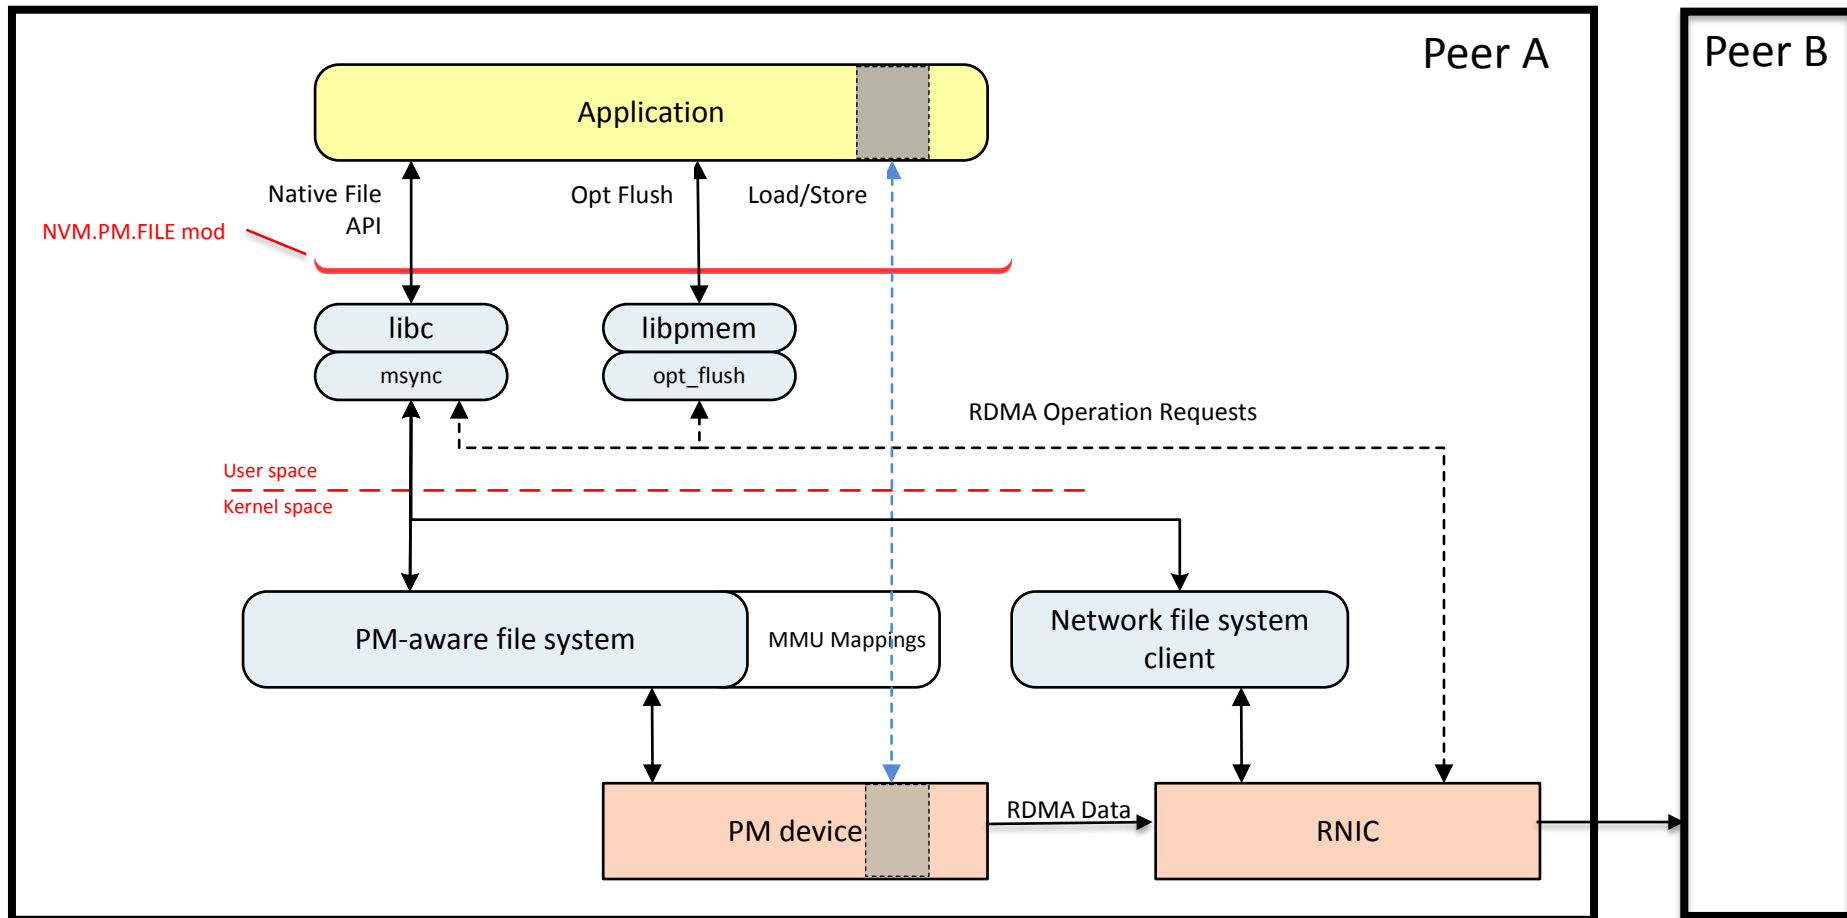 Peer A
Peer B
Application
Native File
API
Opt Flush
Load/Store
NVM.PM.FILE mod
libc
msync
libpmem
opt_flush
RDMA Operation Requests
User space
Kernel space
PM-aware file system
MMU Mappings
Network file system
client
PM device
RDMA Data
RNIC